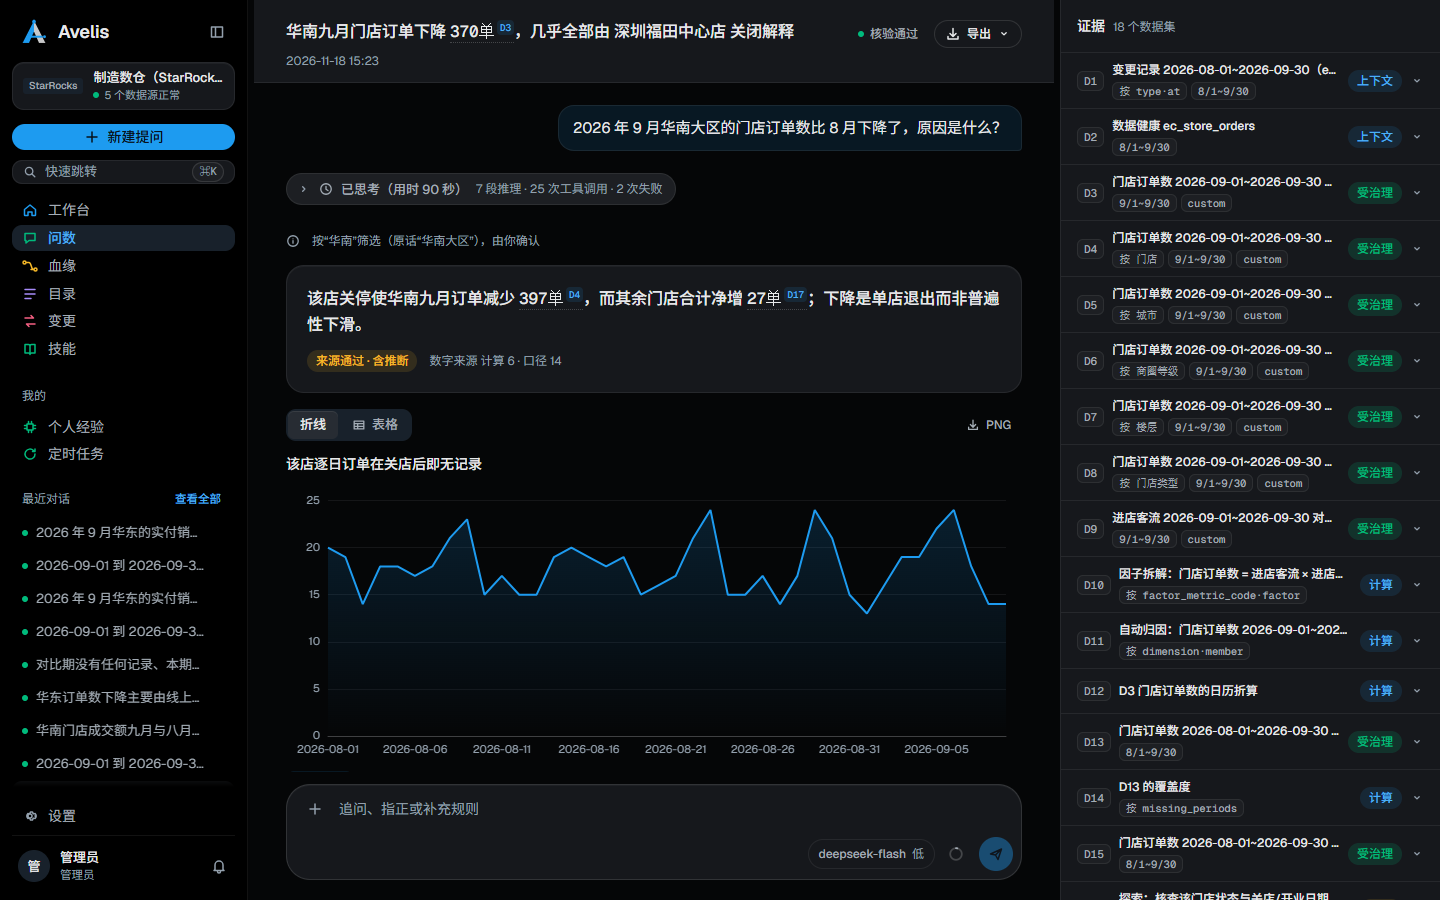 Avelis
StarRocks
制造数仓（StarRock...
5 个数据源正常
新建提问
快速跳转
⌘K
工作台
问数
血缘
目录
变更
技能
我的
个人经验
定时任务
最近对话
查看全部
2026 年 9 月华东的实付销...
2026-09-01 到 2026-09-3...
2026 年 9 月华东的实付销...
2026-09-01 到 2026-09-3...
对比期没有任何记录、本期...
华东订单数下降主要由线上...
华南门店成交额九月与八月...
2026-09-01 到 2026-09-3...
设置
管
管理员
管理员
华南九月门店订单下降 370单 D3，几乎全部由 深圳福田中心店 关闭解释
2026-11-18 15:23
核验通过
导出
2026 年 9 月华南大区的门店订单数比 8 月下降了，原因是什么？
已思考（用时 90 秒） 7 段推理 · 25 次工具调用 · 2 次失败
按“华南”筛选（原话“华南大区”），由你确认
该店关停使华南九月订单减少 397单 D4，而其余门店合计净增 27单 D17；下降是单店退出而非普遍
性下滑。
来源通过 · 含推断
数字来源 计算 6 · 口径 14
折线
表格
PNG
该店逐日订单在关店后即无记录
25
20
15
10
5
0
2026-08-01
2026-08-06
2026-08-11
2026-08-16
2026-08-21
2026-08-26
2026-08-31
2026-09-05
追问、指正或补充规则
deepseek-flash 低
证据 18 个数据集
D1
变更记录 2026-08-01~2026-09-30（e...
按 type·at
8/1~9/30
上下文
D2
数据健康 ec_store_orders
8/1~9/30
上下文
D3
门店订单数 2026-09-01~2026-09-30 ...
9/1~9/30
custom
受治理
D4
门店订单数 2026-09-01~2026-09-30 ...
按 门店
9/1~9/30
custom
受治理
D5
门店订单数 2026-09-01~2026-09-30 ...
按 城市
9/1~9/30
custom
受治理
D6
门店订单数 2026-09-01~2026-09-30 ...
按 商圈等级
9/1~9/30
custom
受治理
D7
门店订单数 2026-09-01~2026-09-30 ...
按 楼层
9/1~9/30
custom
受治理
D8
门店订单数 2026-09-01~2026-09-30 ...
按 门店类型
9/1~9/30
custom
受治理
D9
进店客流 2026-09-01~2026-09-30 对...
9/1~9/30
custom
受治理
D10
因子拆解：门店订单数 = 进店客流 × 进店...
按 factor_metric_code·factor
计算
D11
自动归因：门店订单数 2026-09-01~202...
按 dimension·member
计算
D12
D3 门店订单数的日历折算
计算
D13
门店订单数 2026-08-01~2026-09-30 ...
8/1~9/30
受治理
D14
D13 的覆盖度
按 missing_periods
计算
D15
门店订单数 2026-08-01~2026-09-30 ...
8/1~9/30
受治理
探索：核查该门店状态与关店/开业日期